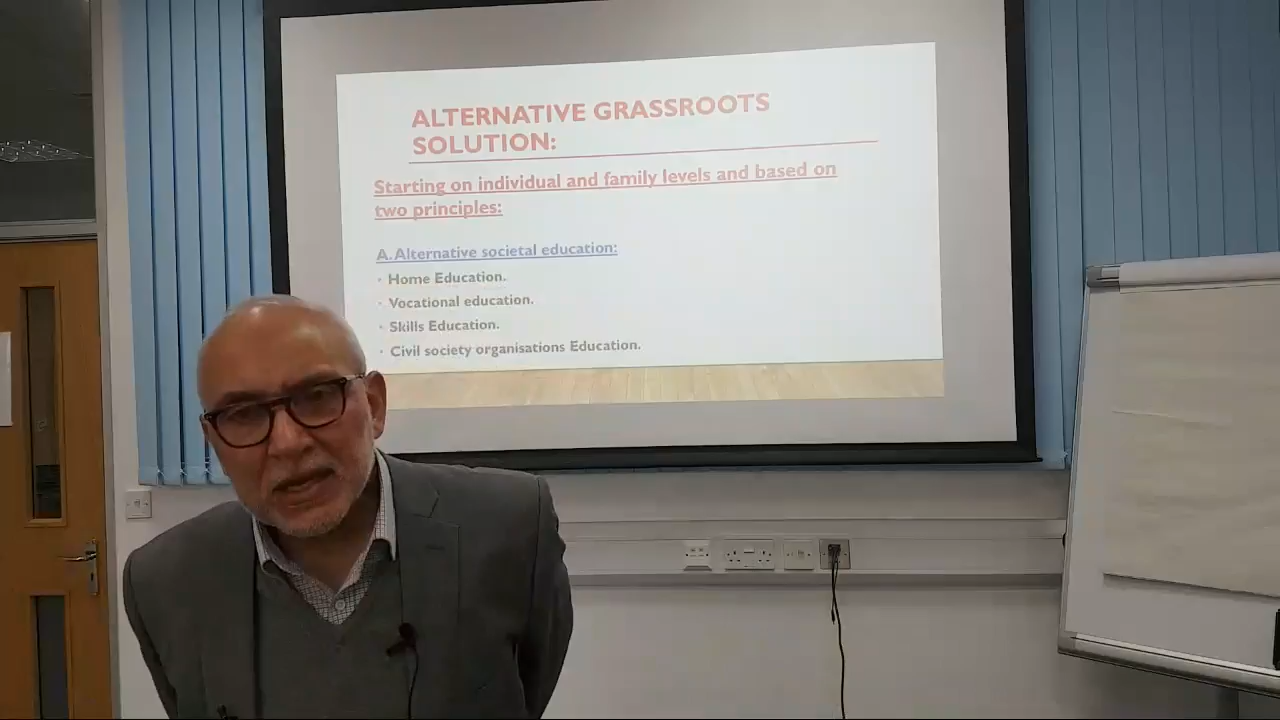 ALTERNATIVE GRASSROOTS
SOLUTION:
Starting on individual and family levels and based on
two principles:
A. Alternative societal education:
• Home Education.
• Vocational education.
• Skills Education.
• Civil society organisations Education.